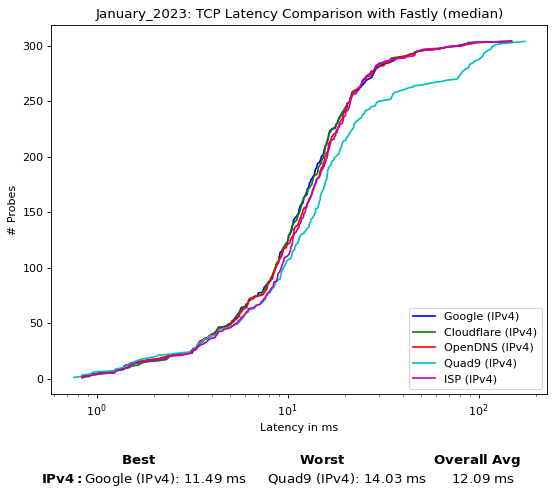 January_2023: TCP Latency Comparison with Fastly (median)
300
250
200
150
100
50
0
# Probes
10⁰
10¹
10²
Latency in ms
Google (IPv4)
Cloudflare (IPv4)
OpenDNS (IPv4)
Quad9 (IPv4)
ISP (IPv4)
Best Worst Overall Avg
IPv4: Google (IPv4): 11.49 ms Quad9 (IPv4): 14.03 ms 12.09 ms